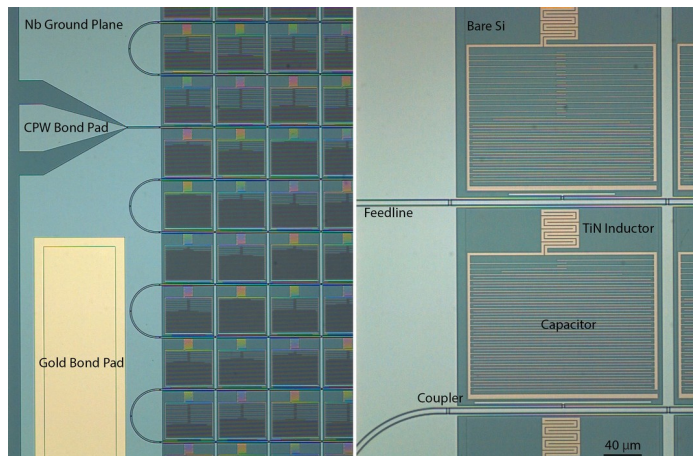 Nb Ground Plane
CPW Bond Pad
Gold Bond Pad
Bare Si
Feedline
TiN Inductor
Capacitor
Coupler
40 μm